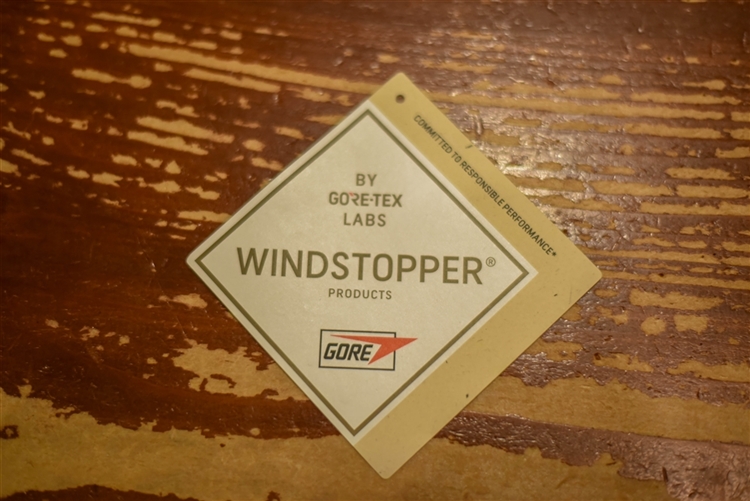 COMMITTED TO RESPONSIBLE PERFORMANCE*
BY
GORE-TEX
LABS
WINDSTOPPER®
PRODUCTS
GORE